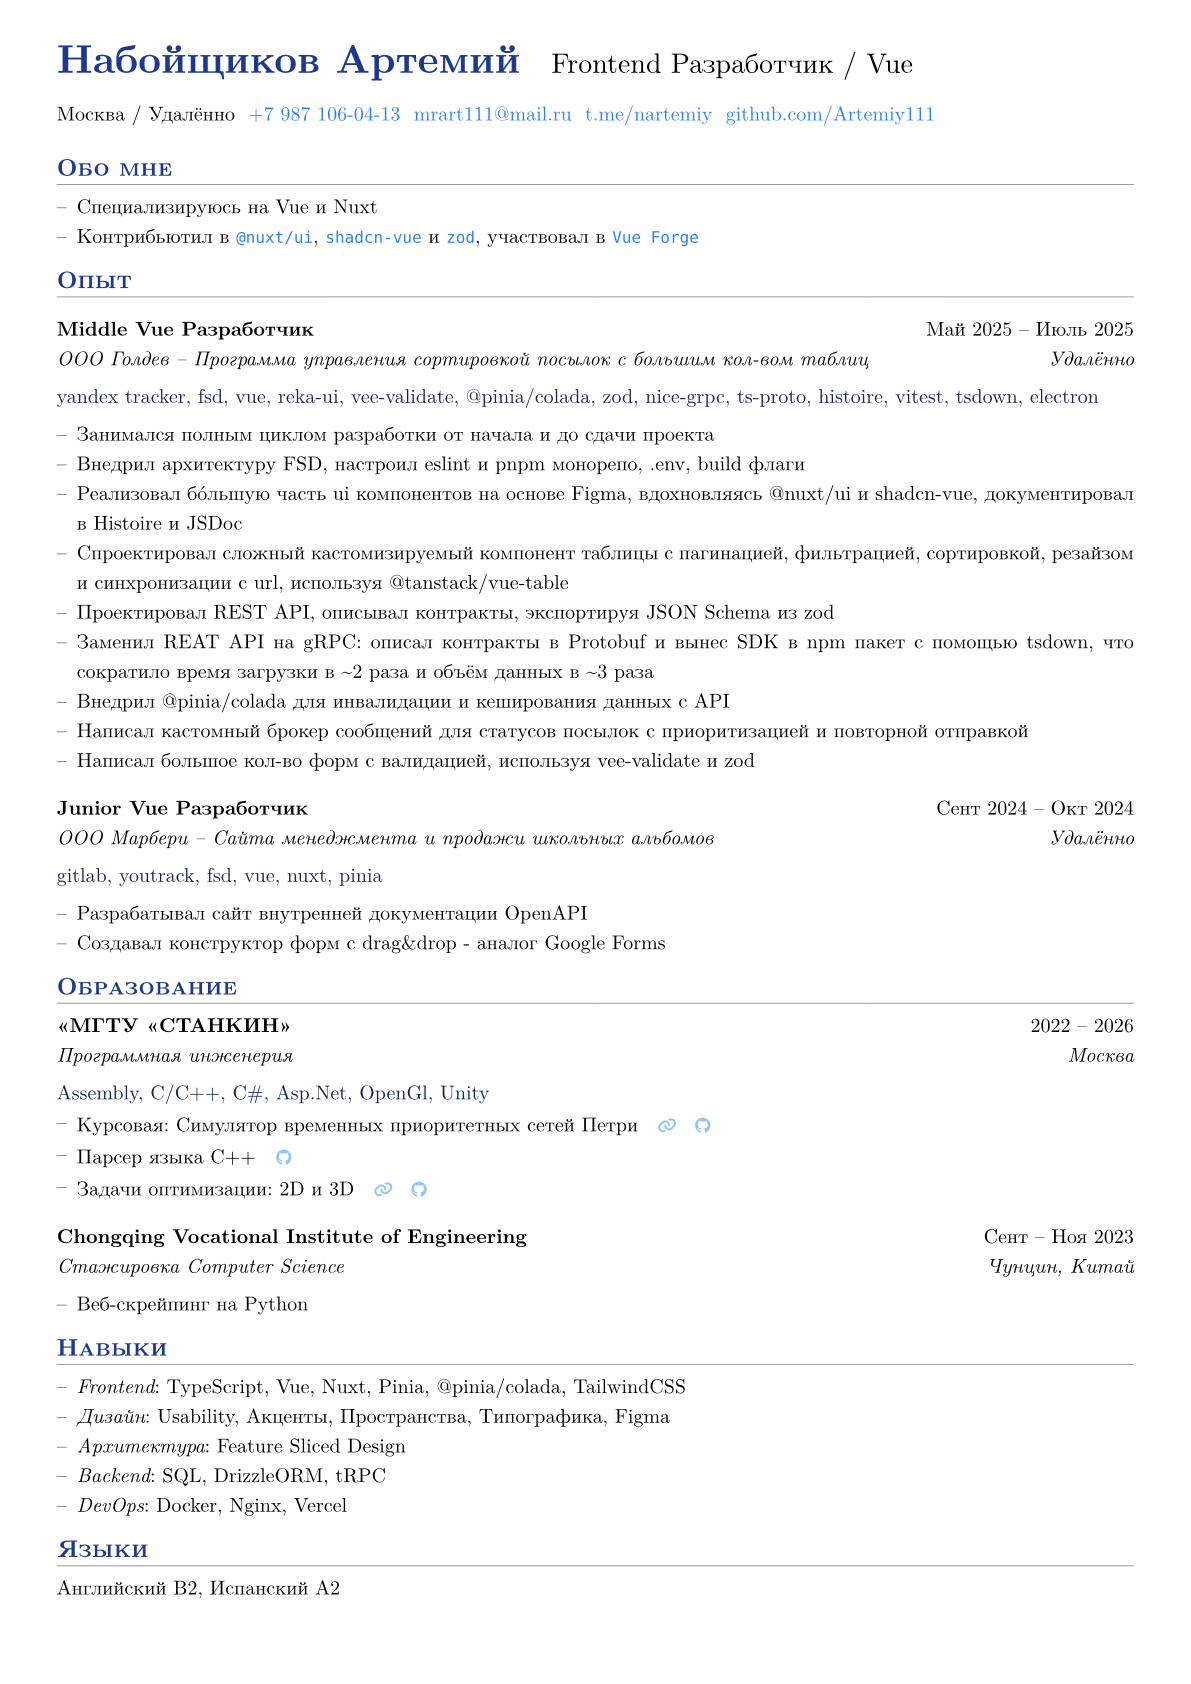 Набойщиков Артемий Frontend Разработчик / Vue
Москва / Удалённо +7 987 106-04-13 mrart111@mail.ru t.me/nartemiy github.com/Artemiy111
Обо мне
– Специализируюсь на Vue и Nuxt
– Контрибьютил в @nuxt/ui, shadcn-vue и zod, участвовал в Vue Forge
Опыт
Middle Vue Разработчик Май 2025 – Июль 2025
ООО Голдев – Программа управления сортировкой посылок с большим кол-вом таблиц Удалённо
yandex tracker, fsd, vue, reka-ui, vee-validate, @pinia/colada, zod, nice-grpc, ts-proto, histoire, vitest, tsdown, electron
– Занимался полным циклом разработки от начала и до сдачи проекта
– Внедрил архитектуру FSD, настроил eslint и pnpm монорепо, .env, build флаги
– Реализовал бо́льшую часть ui компонентов на основе Figma, вдохновляясь @nuxt/ui и shadcn-vue, документировал
в Histoire и JSDoc
– Спроектировал сложный кастомизируемый компонент таблицы с пагинацией, фильтрацией, сортировкой, резайзом
и синхронизации с url, используя @tanstack/vue-table
– Проектировал REST API, описывал контракты, экспортируя JSON Schema из zod
– Заменил REAT API на gRPC: описал контракты в Protobuf и вынес SDK в npm пакет с помощью tsdown, что
сократило время загрузки в ~2 раза и объём данных в ~3 раза
– Внедрил @pinia/colada для инвалидации и кеширования данных с API
– Написал кастомный брокер сообщений для статусов посылок с приоритизацией и повторной отправкой
– Написал большое кол-во форм с валидацией, используя vee-validate и zod
Junior Vue Разработчик Сент 2024 – Окт 2024
ООО Марбери – Сайта менеджмента и продажи школьных альбомов Удалённо
gitlab, youtrack, fsd, vue, nuxt, pinia
– Разрабатывал сайт внутренней документации OpenAPI
– Создавал конструктор форм с drag&drop - аналог Google Forms
Образование
«МГТУ «СТАНКИН» 2022 – 2026
Программная инженерия Москва
Assembly, C/C++, C#, Asp.Net, OpenGl, Unity
– Курсовая: Симулятор временных приоритетных сетей Петри
– Парсер языка C++
– Задачи оптимизации: 2D и 3D
Chongqing Vocational Institute of Engineering Сент – Ноя 2023
Стажировка Computer Science Чунцин, Китай
– Веб-скрейпинг на Python
Навыки
– Frontend: TypeScript, Vue, Nuxt, Pinia, @pinia/colada, TailwindCSS
– Дизайн: Usability, Акценты, Пространства, Типографика, Figma
– Архитектура: Feature Sliced Design
– Backend: SQL, DrizzleORM, tRPC
– DevOps: Docker, Nginx, Vercel
Языки
Английский B2, Испанский A2